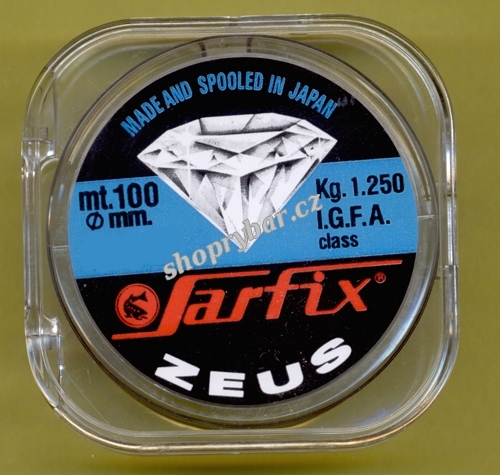 MADE AND SPOOLED IN JAPAN
mt.100
Ø mm.
Kg. 1.250
I.G.F.A.
class
shoprybar.cz
Sarfix®
ZEUS